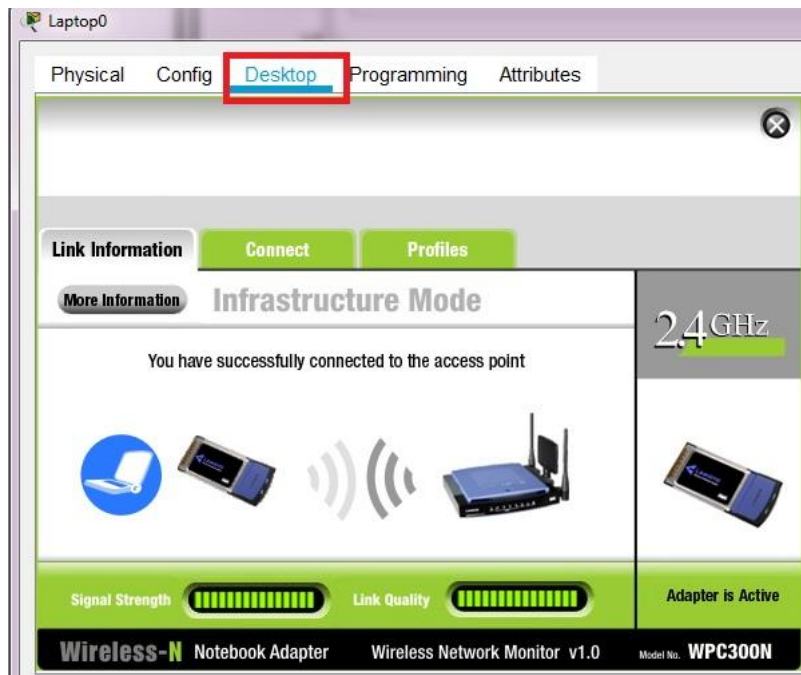 Laptop0
Physical Config Desktop Programming Attributes
Link Information Connect Profiles
More Information Infrastructure Mode
2.4 GHz
You have successfully connected to the access point
Signal Strength Link Quality Adapter is Active
Wireless-N Notebook Adapter Wireless Network Monitor v1.0 Model No. WPC300N